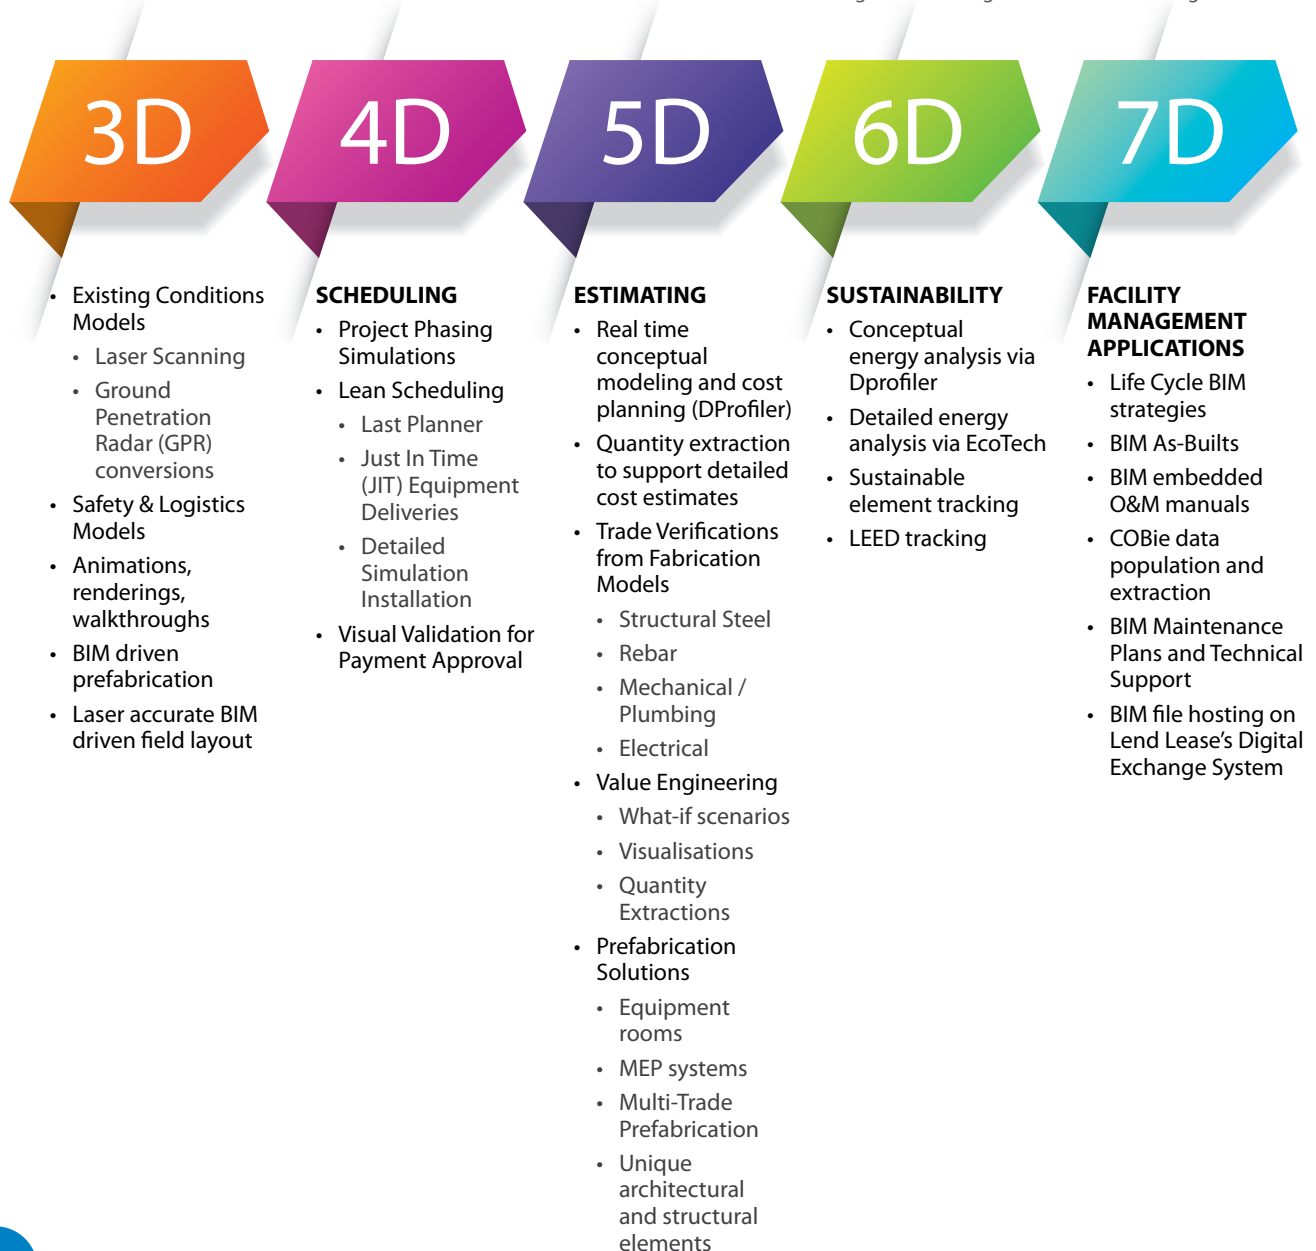 3D
4D
5D
6D
7D
• Existing Conditions
Models
• Laser Scanning
• Ground
Penetration
Radar (GPR)
conversions
• Safety & Logistics
Models
• Animations,
renderings,
walkthroughs
• BIM driven
prefabrication
• Laser accurate BIM
driven field layout
SCHEDULING
• Project Phasing
Simulations
• Lean Scheduling
• Last Planner
• Just In Time
(JIT) Equipment
Deliveries
• Detailed
Simulation
Installation
• Visual Validation for
Payment Approval
ESTIMATING
• Real time
conceptual
modeling and cost
planning (DProfiler)
• Quantity extraction
to support detailed
cost estimates
• Trade Verifications
from Fabrication
Models
• Structural Steel
• Rebar
• Mechanical /
Plumbing
• Electrical
• Value Engineering
• What-if scenarios
• Visualisations
• Quantity
Extractions
• Prefabrication
Solutions
• Equipment
rooms
• MEP systems
• Multi-Trade
Prefabrication
• Unique
architectural
and structural
elements
SUSTAINABILITY
• Conceptual
energy analysis via
Dprofiler
• Detailed energy
analysis via EcoTech
• Sustainable
element tracking
• LEED tracking
FACILITY
MANAGEMENT
APPLICATIONS
• Life Cycle BIM
strategies
• BIM As-Builts
• BIM embedded
O&M manuals
• COBie data
population and
extraction
• BIM Maintenance
Plans and Technical
Support
• BIM file hosting on
Lend Lease's Digital
Exchange System